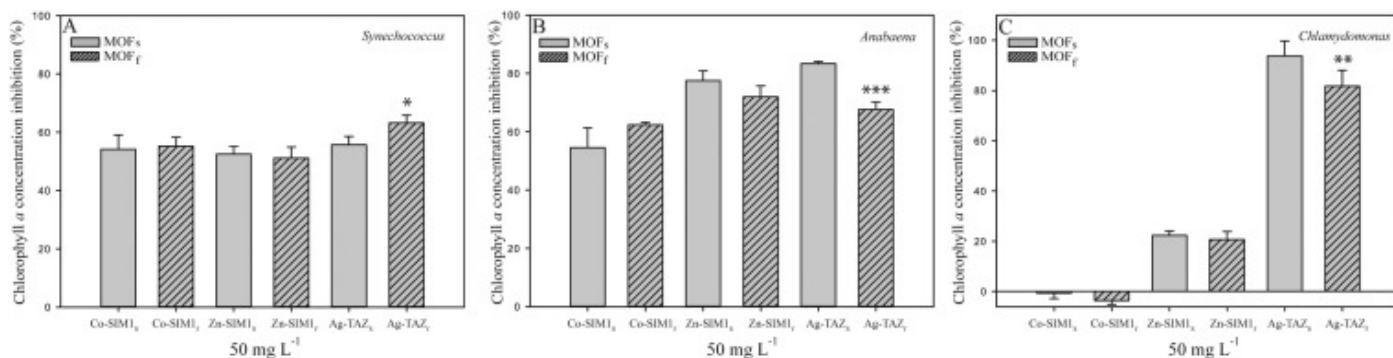 A
Synechococcus
MOFs
MOFf
*
Chlorophyll a concentration inhibition (%)
100
80
60
40
20
0
Co-SIM1s Co-SIM1f Zn-SIM1s Zn-SIM1f Ag-TAZs Ag-TAZf
50 mg L-1
B
Anabaena
MOFs
MOFf
***
Chlorophyll a concentration inhibition (%)
100
80
60
40
20
0
Co-SIM1s Co-SIM1f Zn-SIM1s Zn-SIM1f Ag-TAZs Ag-TAZf
50 mg L-1
C
Chlamydomonas
MOFs
MOFf
**
Chlorophyll a concentration inhibition (%)
100
80
60
40
20
0
Co-SIM1s Co-SIM1f Zn-SIM1s Zn-SIM1f Ag-TAZs Ag-TAZf
50 mg L-1